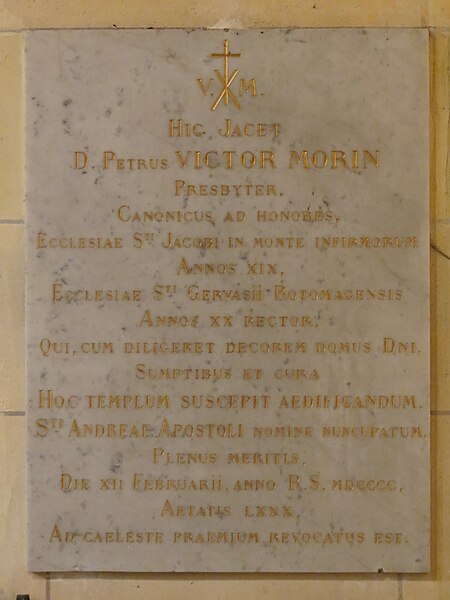 V. M.
HIC JACET
D. PETRUS VICTOR MORIN
PRESBYTER,
CANONICUS AD HONORES,
ECCLESIAE STI JACOBI IN MONTE INFIRMORUM
ANNOS XIX,
ECCLESIAE STI GERVASII ROTOMAGENSIS
ANNOS XX RECTOR,
QUI, CUM DILIGERET DECOREM DOMUS DNI,
SUMPTIBUS ET CURA
HOC TEMPLUM SUSCEPIT AEDIFICANDUM,
STI ANDREAE APOSTOLI NOMINE NUNCUPATUM.
PLENUS MERITIS,
DIE XII FEBRUARII, ANNO R.S. MDCCCC,
AETATIS LXXX,
AD CAELESTE PRAEMIUM REVOCATUS EST.